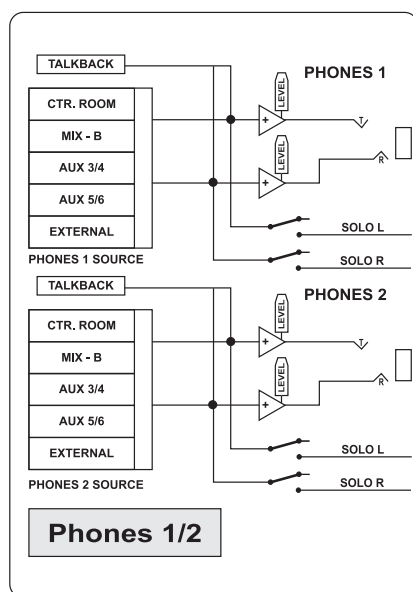 TALKBACK
PHONES 1
CTR. ROOM
MIX - B
AUX 3/4
AUX 5/6
EXTERNAL
PHONES 1 SOURCE
+
LEVEL
T
+
LEVEL
R
SOLO L
SOLO R
TALKBACK
PHONES 2
CTR. ROOM
MIX - B
AUX 3/4
AUX 5/6
EXTERNAL
PHONES 2 SOURCE
+
LEVEL
T
+
LEVEL
R
SOLO L
SOLO R
Phones 1/2